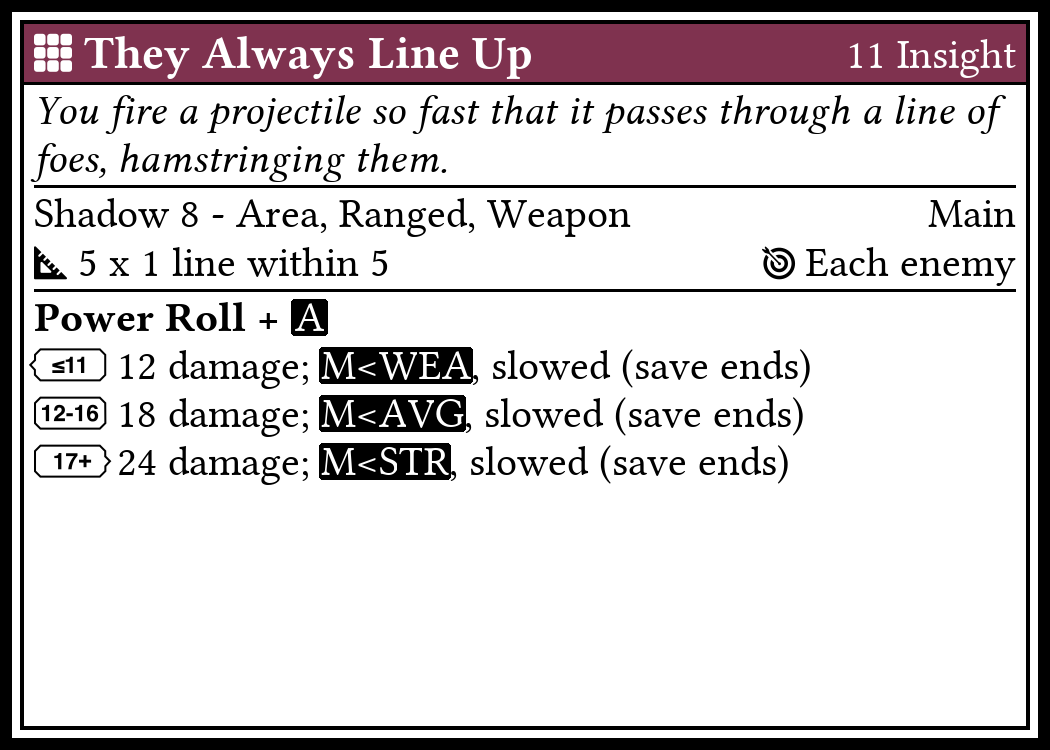 They Always Line Up 11 Insight
You fire a projectile so fast that it passes through a line of
foes, hamstringing them.
Shadow 8 - Area, Ranged, Weapon Main
5 x 1 line within 5 Each enemy
Power Roll + A
≤11 12 damage; M<WEA, slowed (save ends)
12-16 18 damage; M<AVG, slowed (save ends)
17+ 24 damage; M<STR, slowed (save ends)